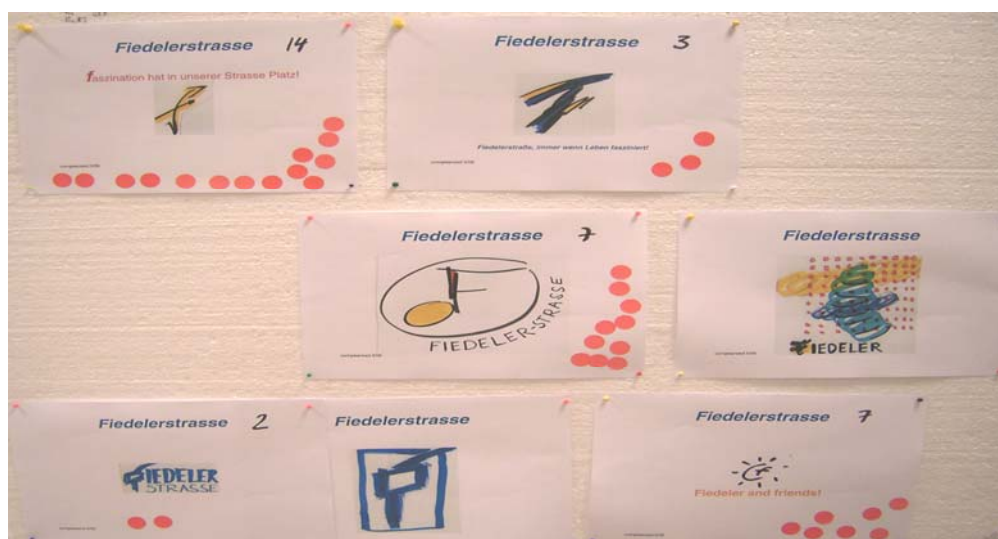 Fiedelerstrasse 14
faszination hat in unserer Strasse Platz!
Fiedelerstrasse 3
Fiedelerstraße, immer wenn Leben fasziniert!
Fiedelerstrasse 7
FIEDELER-STRASSE
Fiedelerstrasse
FIEDELER
Fiedelerstrasse 2
FIEDELER
STRASSE
Fiedelerstrasse
Fiedelerstrasse 7
Fiedeler and friends!